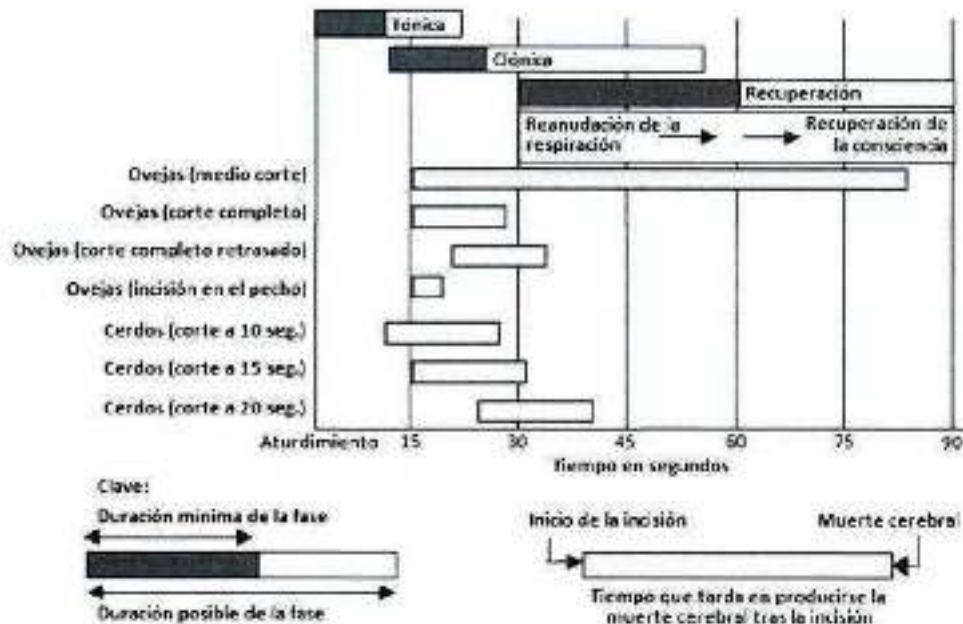 Tónica
Clónica
Recuperación
Reanudación de la
respiración
Recuperación de
la consciencia
Ovejas (medio corte)
Ovejas (corte completo)
Ovejas (corte completo retrasado)
Ovejas (incisión en el pecho)
Cerdos (corte a 10 seg.)
Cerdos (corte a 15 seg.)
Cerdos (corte a 20 seg.)
Aturdimiento 15 30 45 60 75 90
Tiempo en segundos
Clave:
Duración mínima de la fase
Duración posible de la fase
Inicio de la incisión
Muerte cerebral
Tiempo que tarda en producirse la
muerte cerebral tras la incisión